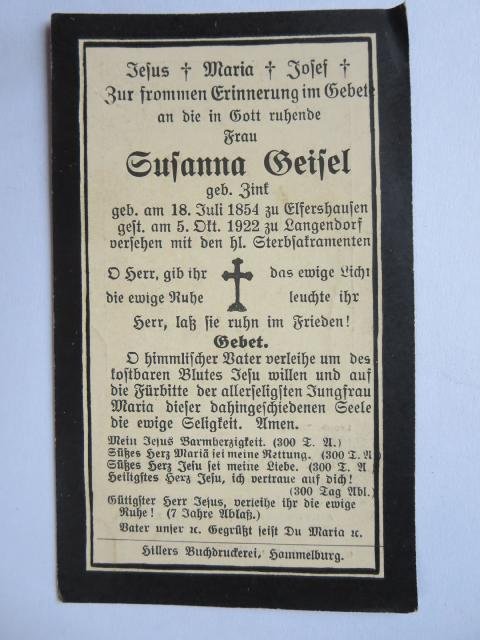 Jesus † Maria † Josef †
Zur frommen Erinnerung im Gebete
an die in Gott ruhende
Frau
Susanna Geisel
geb. Zink
geb. am 18. Juli 1854 zu Elfershausen
gest. am 5. Okt. 1922 zu Langendorf
versehen mit den hl. Sterbsakramenten
O Herr, gib ihr das ewige Licht
die ewige Ruhe leuchte ihr
Herr, laß sie ruhn im Frieden!
Gebet.
O himmlischer Vater verleihe um des
kostbaren Blutes Jesu willen und auf
die Fürbitte der allerseligsten Jungfrau
Maria dieser dahingeschiedenen Seele
die ewige Seligkeit. Amen.
Mein Jesus Barmherzigkeit. (300 T. A.)
Süßes Herz Mariä sei meine Rettung. (300 T. A
Süßes Herz Jesu sei meine Liebe. (300 T. A
Heiligstes Herz Jesu, ich vertraue auf dich!
(300 Tag Abl.)
Gütigster Herr Jesus, verleihe ihr die ewige
Ruhe! (7 Jahre Ablaß.)
Vater unser ꝛc. Gegrüßt seist Du Maria ꝛc.
Hillers Buchdruckerei, Hammelburg.